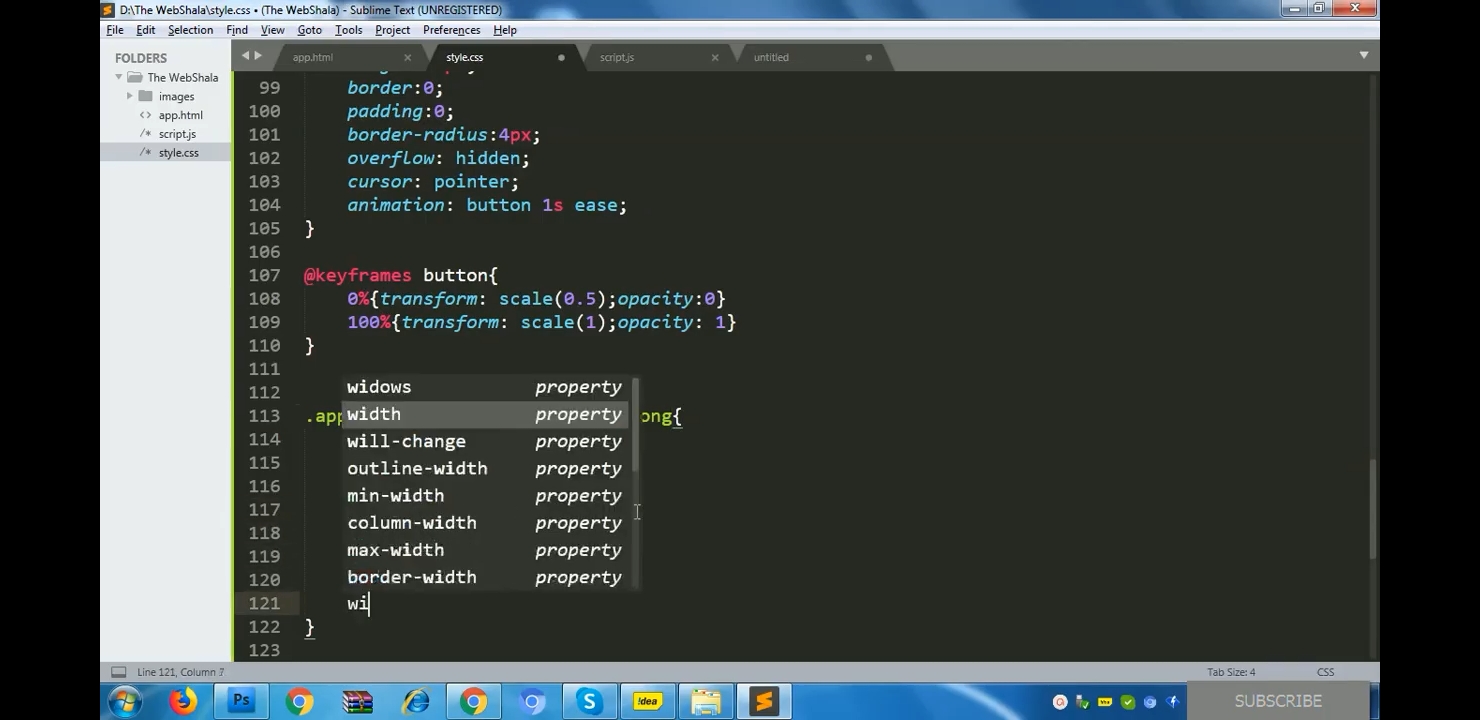 D:\The WebShala\style.css • (The WebShala) - Sublime Text (UNREGISTERED)
File Edit Selection Find View Goto Tools Project Preferences Help
FOLDERS
The WebShala
images
app.html
script.js
style.css
app.html style.css script.js untitled
99 border:0;
100 padding:0;
101 border-radius:4px;
102 overflow: hidden;
103 cursor: pointer;
104 animation: button 1s ease;
105 }
106
107 @keyframes button{
108 0%{transform: scale(0.5);opacity:0}
109 100%{transform: scale(1);opacity: 1}
110 }
111
112
113 .app ong{
114
115
116
117
118
119
120
121 wi
122 }
123
widows property
width property
will-change property
outline-width property
min-width property
column-width property
max-width property
border-width property
Line 121, Column 7 Tab Size: 4 CSS
Ps !dea SUBSCRIBE